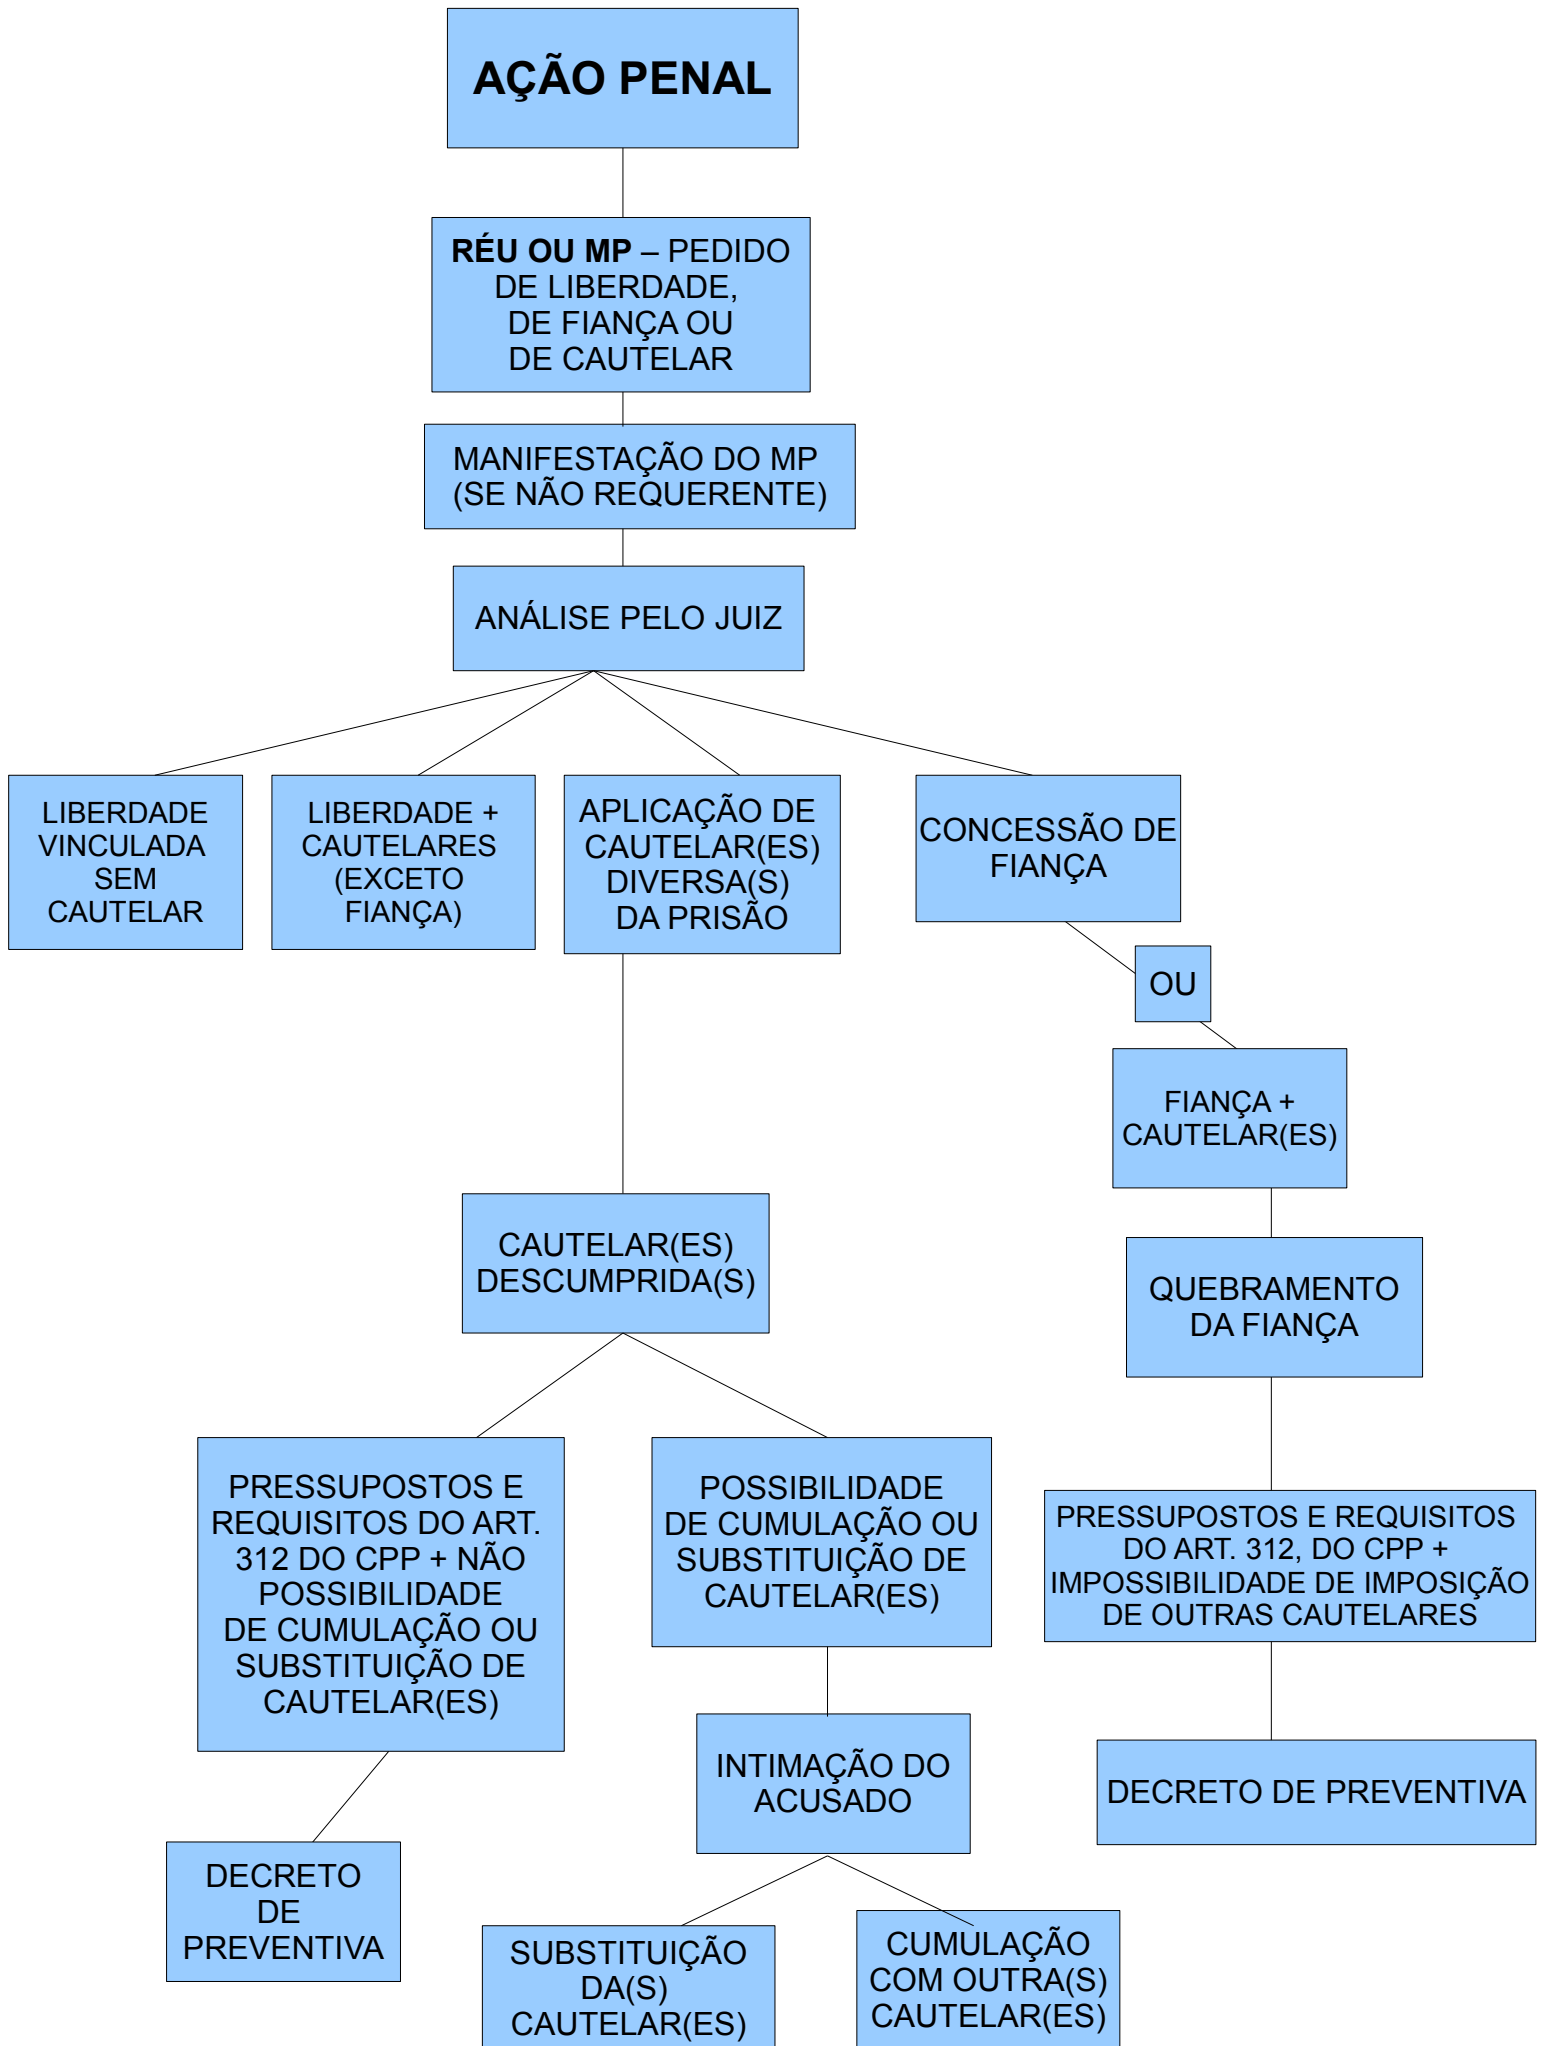 AÇÃO PENAL
RÉU OU MP – PEDIDO
DE LIBERDADE,
DE FIANÇA OU
DE CAUTELAR
MANIFESTAÇÃO DO MP
(SE NÃO REQUERENTE)
ANÁLISE PELO JUIZ
LIBERDADE
VINCULADA
SEM
CAUTELAR
LIBERDADE +
CAUTELARES
(EXCETO
FIANÇA)
APLICAÇÃO DE
CAUTELAR(ES)
DIVERSA(S)
DA PRISÃO
CONCESSÃO DE
FIANÇA
OU
FIANÇA +
CAUTELAR(ES)
CAUTELAR(ES)
DESCUMPRIDA(S)
QUEBRAMENTO
DA FIANÇA
PRESSUPOSTOS E
REQUISITOS DO ART.
312 DO CPP + NÃO
POSSIBILIDADE
DE CUMULAÇÃO OU
SUBSTITUIÇÃO DE
CAUTELAR(ES)
POSSIBILIDADE
DE CUMULAÇÃO OU
SUBSTITUIÇÃO DE
CAUTELAR(ES)
PRESSUPOSTOS E REQUISITOS
DO ART. 312, DO CPP +
IMPOSSIBILIDADE DE IMPOSIÇÃO
DE OUTRAS CAUTELARES
INTIMAÇÃO DO
ACUSADO
DECRETO DE PREVENTIVA
DECRETO
DE
PREVENTIVA
SUBSTITUIÇÃO
DA(S)
CAUTELAR(ES)
CUMULAÇÃO
COM OUTRA(S)
CAUTELAR(ES)